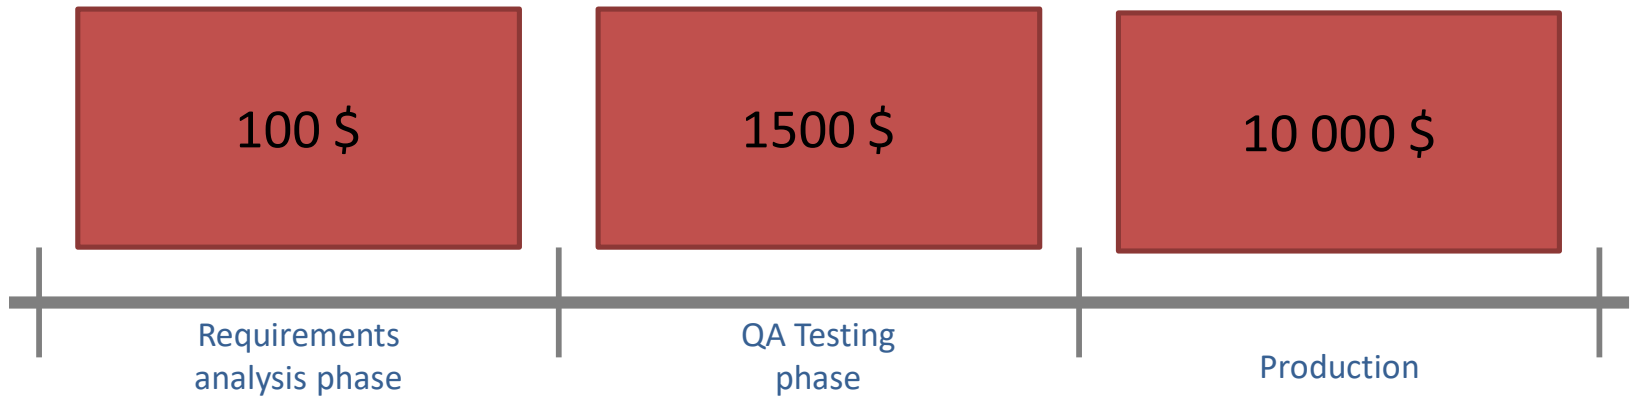 100 $
1500 $
10 000 $
Requirements
analysis phase
QA Testing
phase
Production